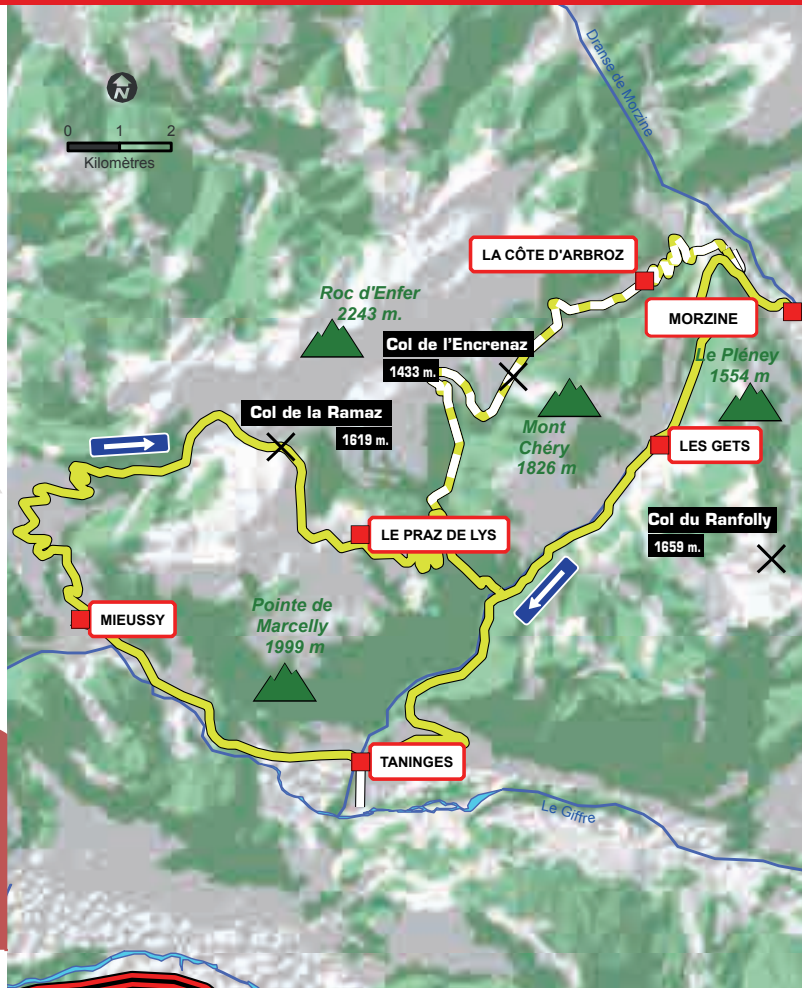 Dranse de Morzine
N
0 1 2
Kilomètres
LA CÔTE D'ARBROZ
Roc d'Enfer
2243 m.
MORZINE
Col de l'Encrenaz
1433 m.
Le Pléney
1554 m
Mont
Chéry
1826 m
Col de la Ramaz
1619 m.
LES GETS
LE PRAZ DE LYS
Col du Ranfolly
1659 m.
Pointe de
Marcelly
1999 m
MIEUSSY
TANINGES
Le Giffre